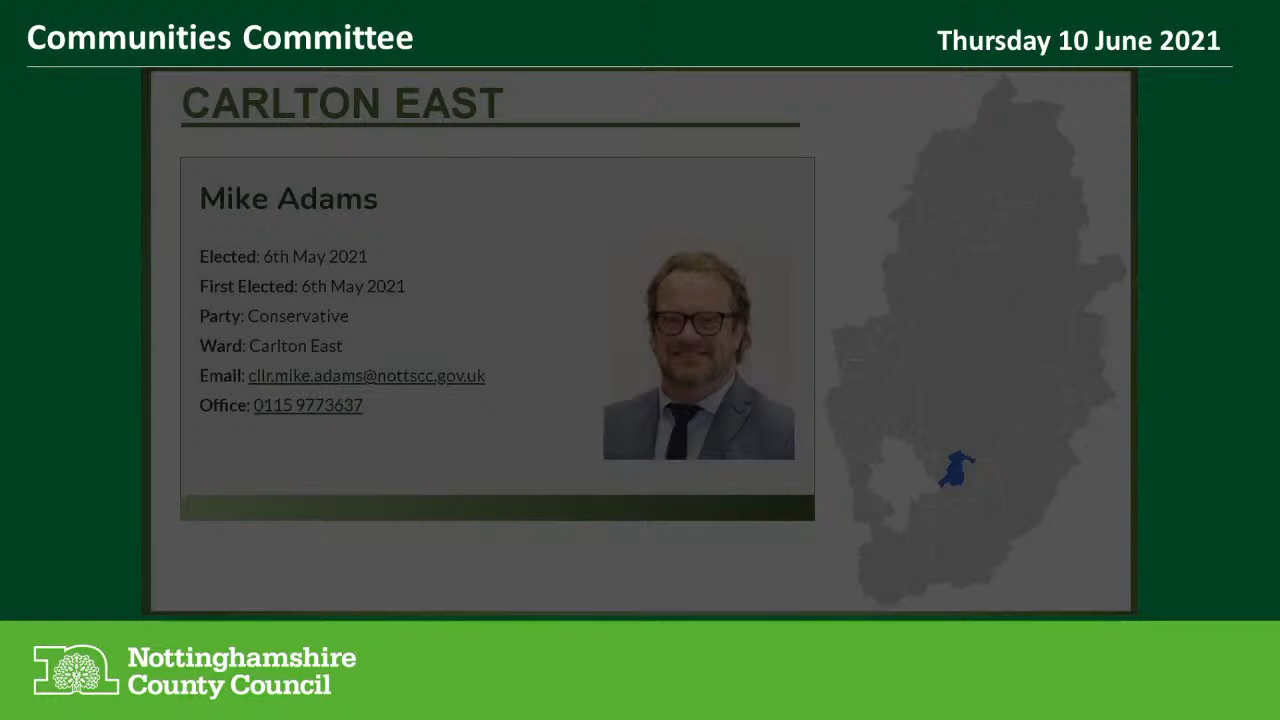 Communities Committee
Thursday 10 June 2021
CARLTON EAST
Mike Adams
Elected: 6th May 2021
First Elected: 6th May 2021
Party: Conservative
Ward: Carlton East
Email: cllr.mike.adams@nottscc.gov.uk
Office: 0115 9773637
Nottinghamshire
County Council